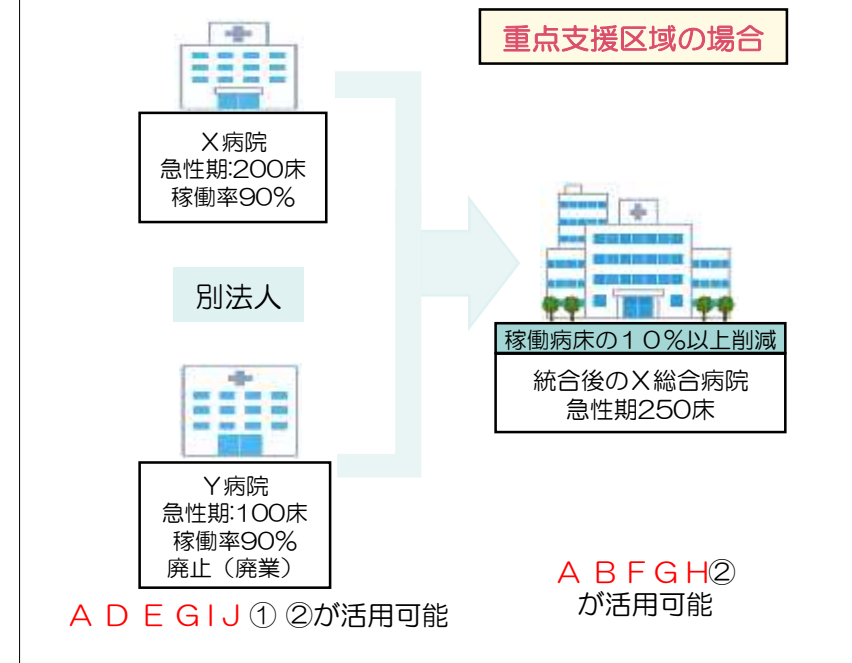 重点支援区域の場合
X病院
急性期:200床
稼働率90%
別法人
Y病院
急性期:100床
稼働率90%
廃止（廃業）
ＡＤＥＧＩＪ① ②が活用可能
稼働病床の１０%以上削減
統合後のX総合病院
急性期250床
ＡＢＦＧＨ②
が活用可能